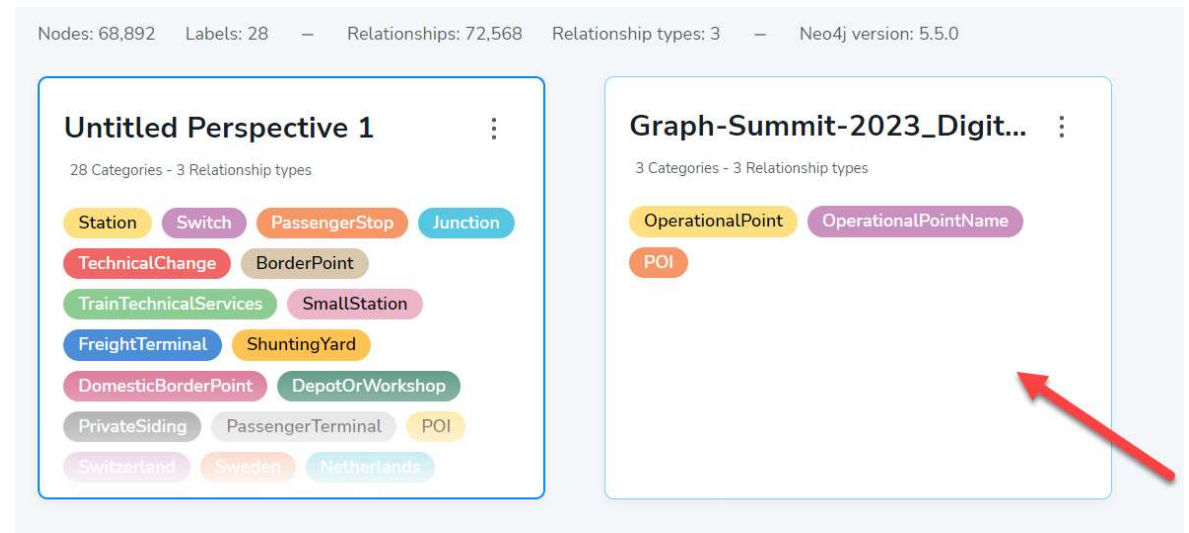 Nodes: 68,892 Labels: 28 – Relationships: 72,568 Relationship types: 3 – Neo4j version: 5.5.0
Untitled Perspective 1
28 Categories - 3 Relationship types
Station Switch PassengerStop Junction
TechnicalChange BorderPoint
TrainTechnicalServices SmallStation
FreightTerminal ShuntingYard
DomesticBorderPoint DepotOrWorkshop
PrivateSiding PassengerTerminal POI
Switzerland Sweden Netherlands
Graph-Summit-2023_Digit...
3 Categories - 3 Relationship types
OperationalPoint OperationalPointName
POI